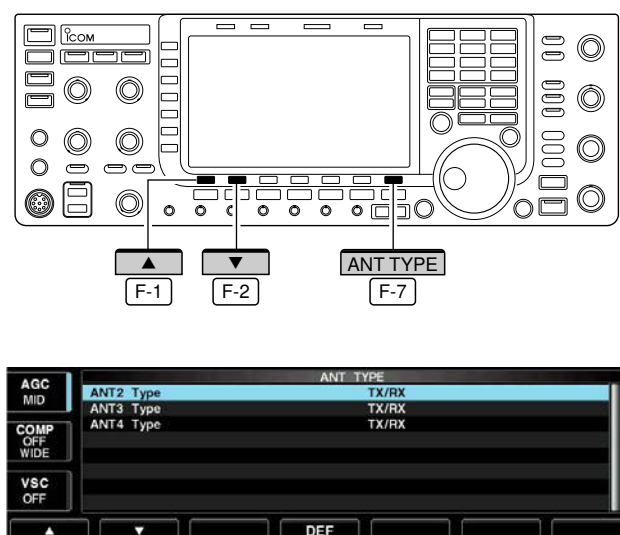 ICOM
▲ ▼ ANT TYPE
F-1 F-2 F-7
ANT TYPE
AGC
MID
ANT2 Type TX/RX
ANT3 Type TX/RX
ANT4 Type TX/RX
COMP
OFF
WIDE
VSC
OFF
▲ ▼ DEF